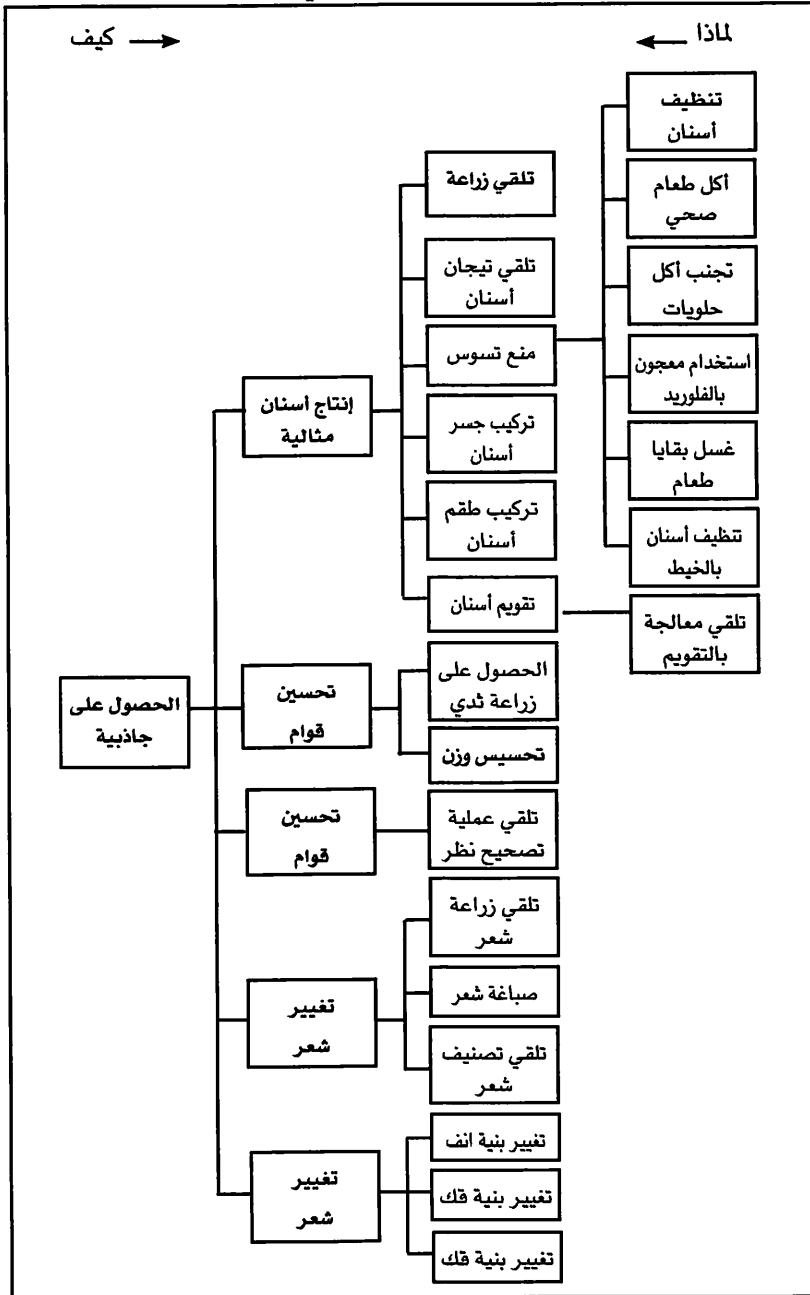 لماذا
كيف
تنظيف
أسنان
أكل طعام
صحي
تجنب أكل
حلويات
استخدام معجون
بالفلوريد
غسل بقايا
طعام
تنظيف أسنان
بالخيط
تلقي معالجة
بالتقويم
تلقي زراعة
تلقي تيجان
أسنان
منع تسوس
تركيب جسر
أسنان
تركيب طقم
أسنان
تقويم أسنان
إنتاج أسنان
مثالية
الحصول على
زراعة ثدي
تحسيس وزن
تحسين
قوام
الحصول على
جاذبية
تلقي عملية
تصحيح نظر
تحسين
قوام
تلقي زراعة
شعر
صباغة شعر
تلقي تصنيف
شعر
تغيير
شعر
تغيير بنية انف
تغيير بنية فك
تغيير بنية فك
تغيير
شعر